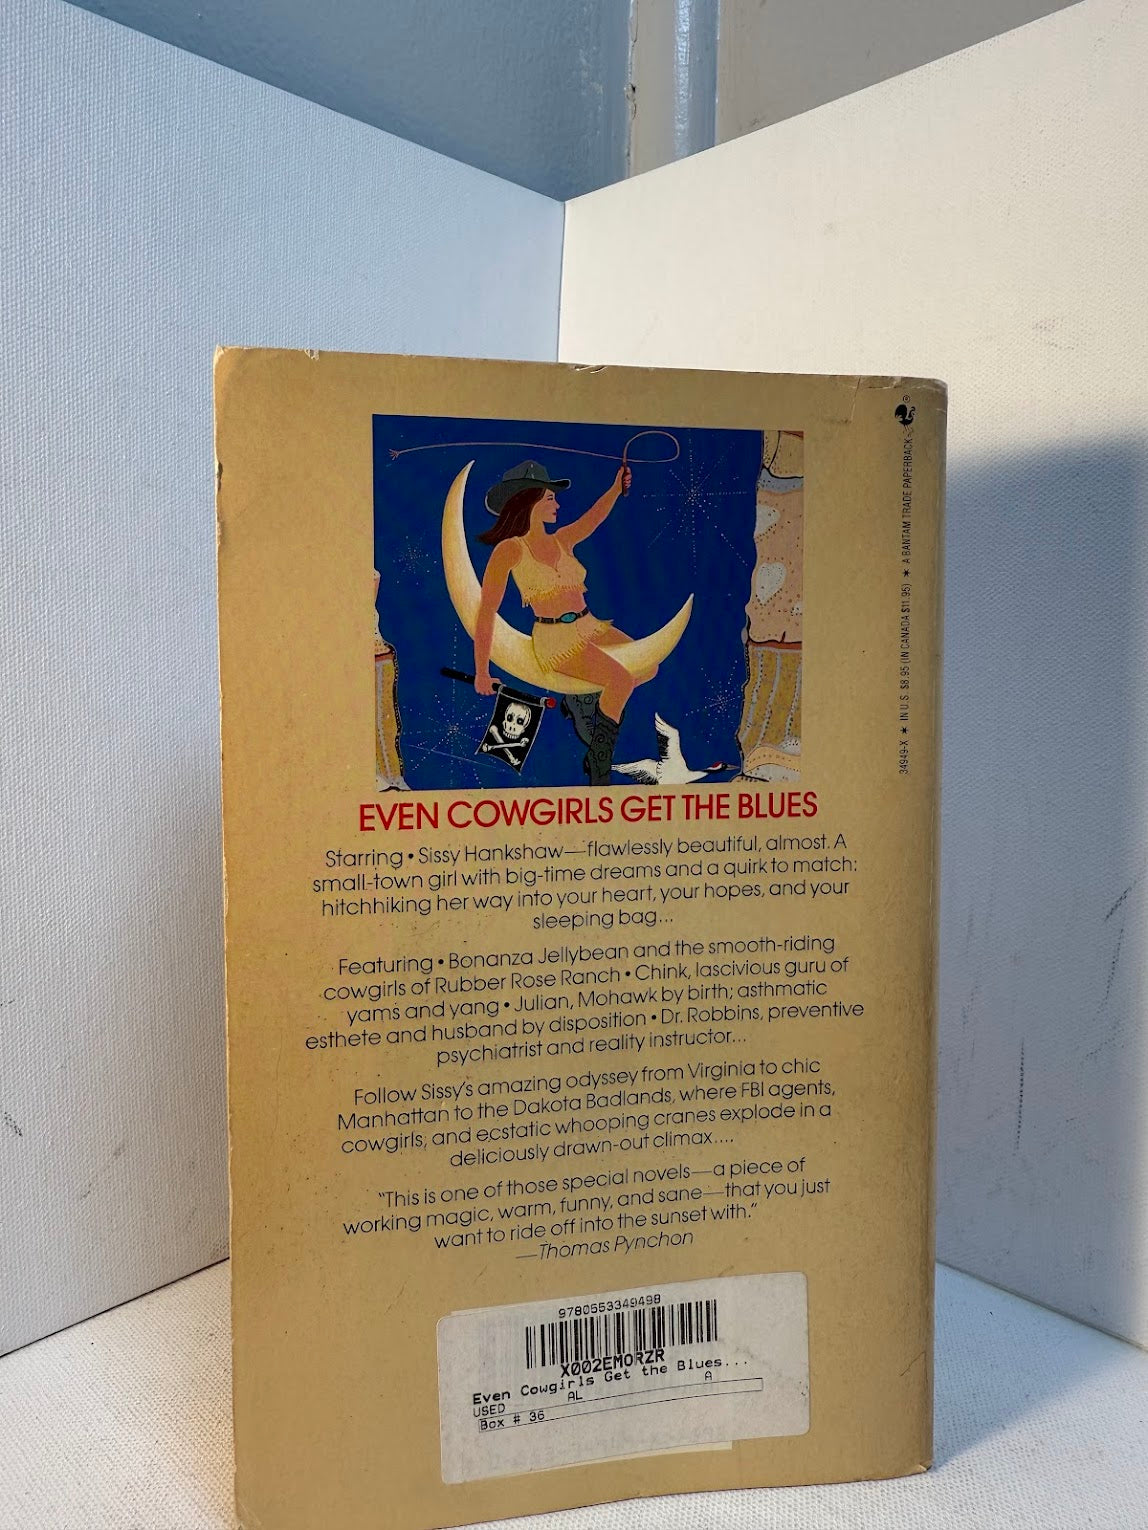 EVEN COWGIRLS GET THE BLUES
Starring • Sissy Hankshaw—flawlessly beautiful, almost. A
small-town girl with big-time dreams and a quirk to match:
hitchhiking her way into your heart, your hopes, and your
sleeping bag...
Featuring • Bonanza Jellybean and the smooth-riding
cowgirls of Rubber Rose Ranch • Chink, lascivious guru of
yams and yang • Julian, Mohawk by birth; asthmatic
esthete and husband by disposition • Dr. Robbins, preventive
psychiatrist and reality instructor...
Follow Sissy's amazing odyssey from Virginia to chic
Manhattan to the Dakota Badlands, where FBI agents,
cowgirls, and ecstatic whooping cranes explode in a
deliciously drawn-out climax....
"This is one of those special novels—a piece of
working magic, warm, funny, and sane—that you just
want to ride off into the sunset with."
—Thomas Pynchon
9780553349498
X002EMORZR
Even Cowgirls Get the Blues...
USED AL A
Box # 36
34949-X ★ IN U.S. $8.95 (IN CANADA $11.95) ★ A BANTAM TRADE PAPERBACK